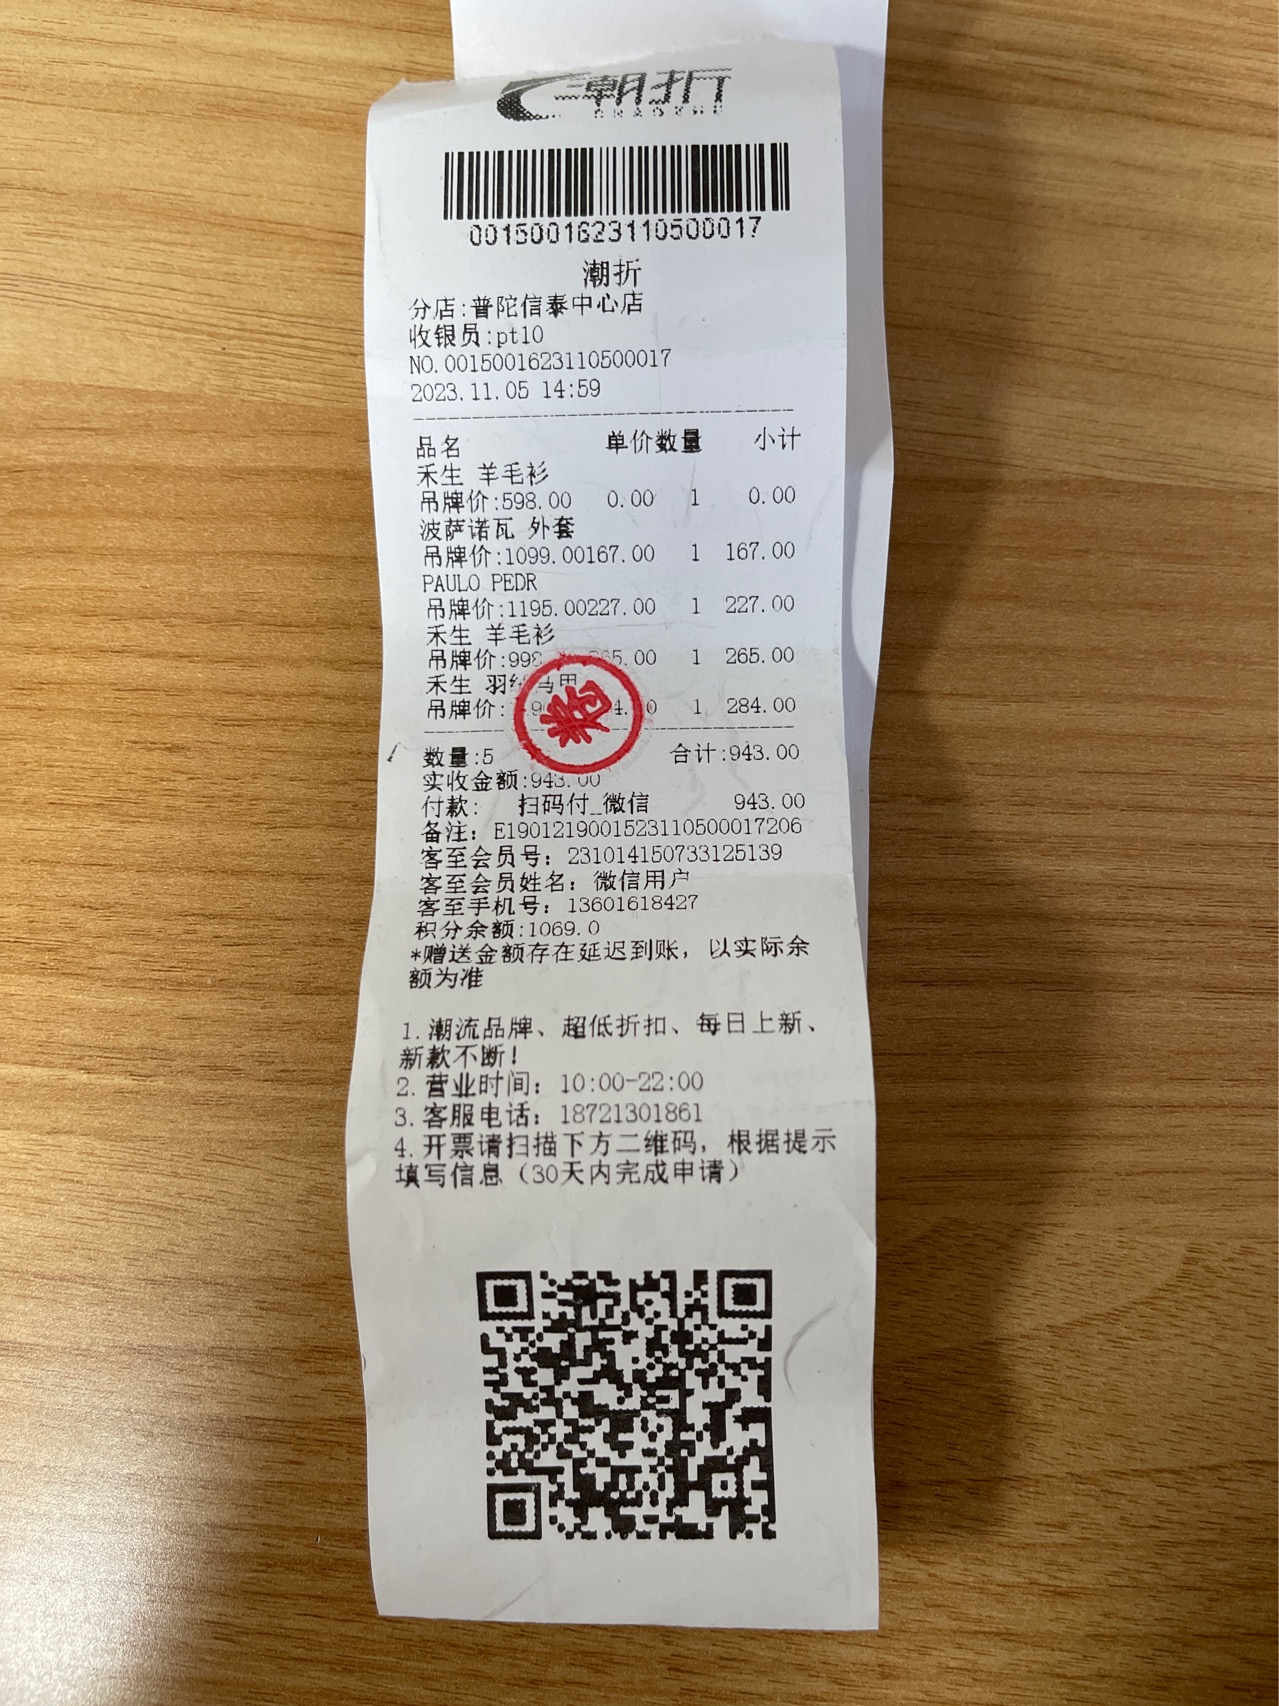 潮折
CHAOZHE
0015001623110500017
潮折
分店:普陀信泰中心店
收银员:pt10
NO.0015001623110500017
2023.11.05 14:59
品名 单价数量 小计
禾生 羊毛衫
吊牌价:598.00 0.00 1 0.00
波萨诺瓦 外套
吊牌价:1099.00167.00 1 167.00
PAULO PEDR
吊牌价:1195.00227.00 1 227.00
禾生 羊毛衫
吊牌价:998 265.00 1 265.00
禾生 羽绒马甲
吊牌价: 1 284.00
数量:5 合计:943.00
实收金额:943.00
付款: 扫码付_微信 943.00
备注: E1901219001523110500017206
客至会员号: 231014150733125139
客至会员姓名: 微信用户
客至手机号: 13601618427
积分余额:1069.0
*赠送金额存在延迟到账，以实际余
额为准
1.潮流品牌、超低折扣、每日上新、
新款不断!
2.营业时间: 10:00-22:00
3.客服电话: 18721301861
4.开票请扫描下方二维码，根据提示
填写信息（30天内完成申请）